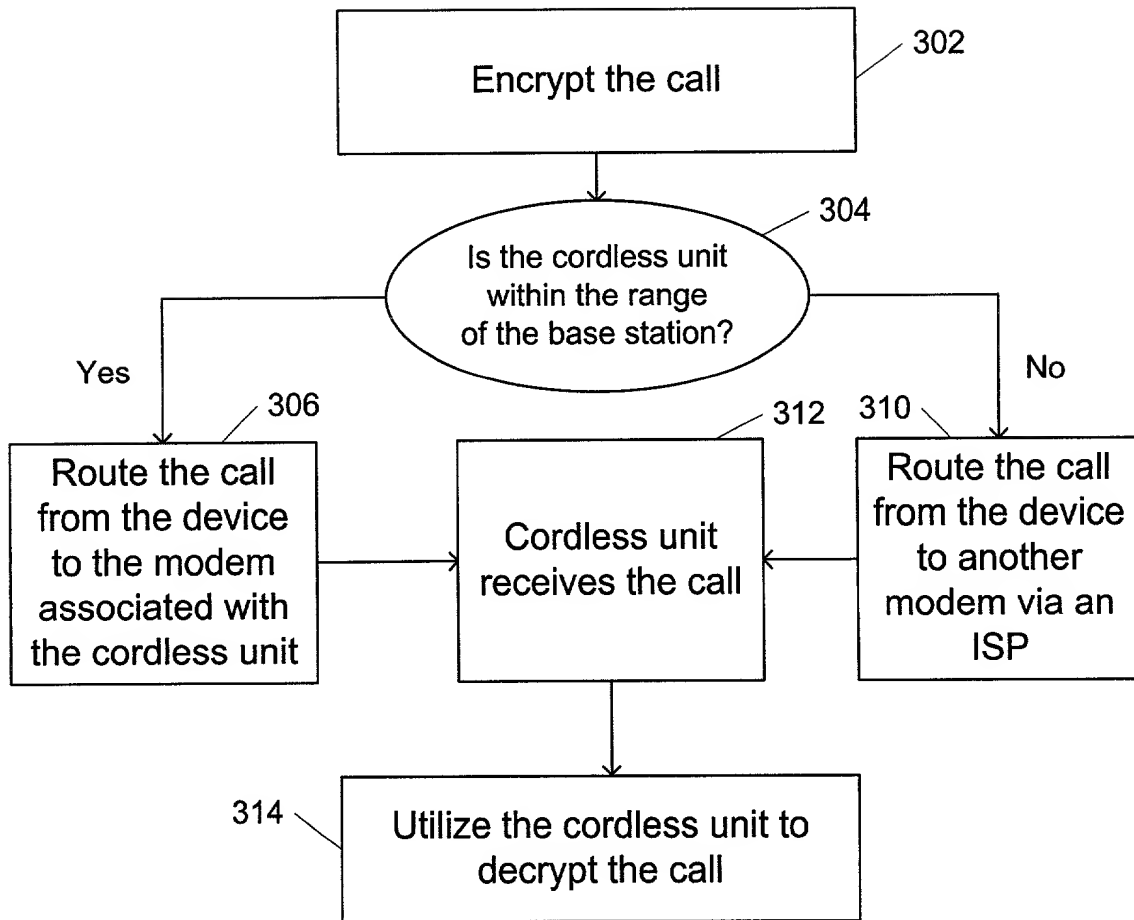 302
Encrypt the call
304
Is the cordless unit
within the range
of the base station?
Yes
No
306
312
310
Route the call
from the device
to the modem
associated with
the cordless unit
Cordless unit
receives the call
Route the call
from the device
to another
modem via an
ISP
314
Utilize the cordless unit to
decrypt the call